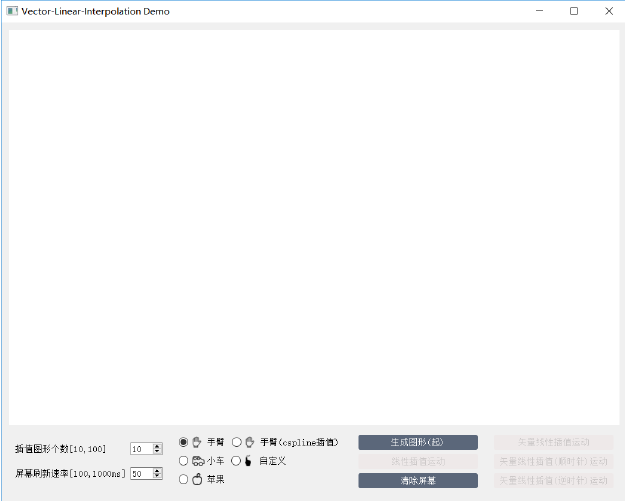 Vector-Linear-Interpolation Demo
插值图形个数[10,100] 10
屏幕刷新速率[100,1000ms] 50
手臂 手臂(cspline插值)
小车 自定义
苹果
生成图形(起) 矢量线性插值运动
线性插值运动 矢量线性插值(顺时针)运动
清除屏幕 矢量线性插值(逆时针)运动